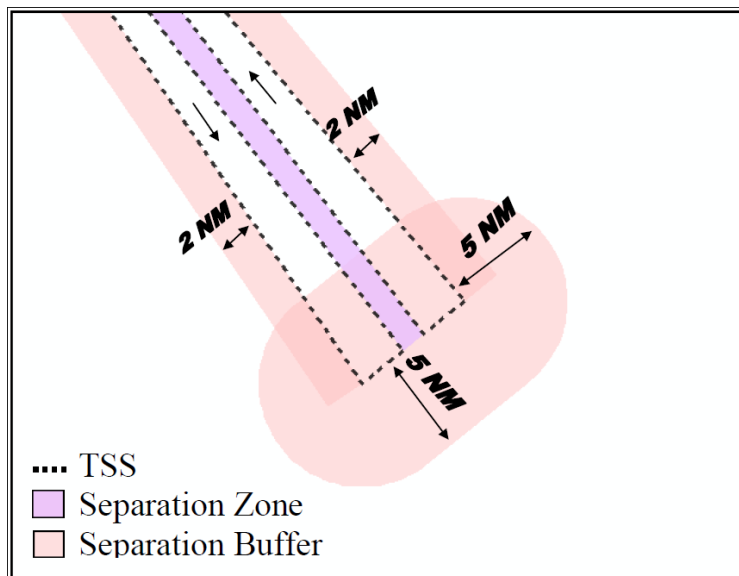 2 NM
2 NM
5 NM
5 NM
TSS
Separation Zone
Separation Buffer